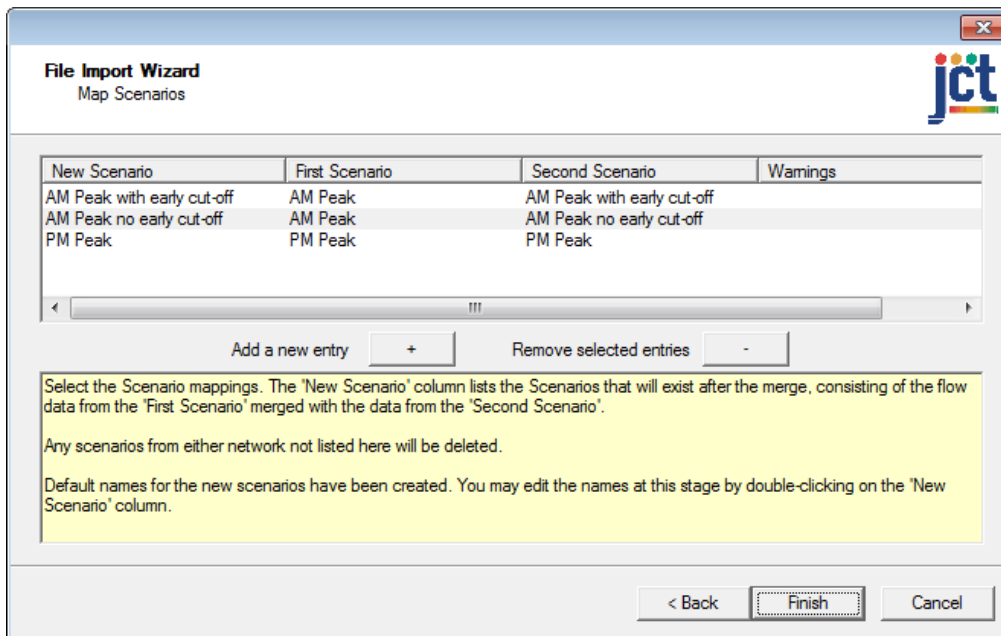 File Import Wizard
Map Scenarios
jct
New Scenario First Scenario Second Scenario Warnings
AM Peak with early cut-off AM Peak AM Peak with early cut-off
AM Peak no early cut-off AM Peak AM Peak no early cut-off
PM Peak PM Peak PM Peak
Add a new entry + Remove selected entries -
Select the Scenario mappings. The 'New Scenario' column lists the Scenarios that will exist after the merge, consisting of the flow
data from the 'First Scenario' merged with the data from the 'Second Scenario'.
Any scenarios from either network not listed here will be deleted.
Default names for the new scenarios have been created. You may edit the names at this stage by double-clicking on the 'New
Scenario' column.
< Back Finish Cancel